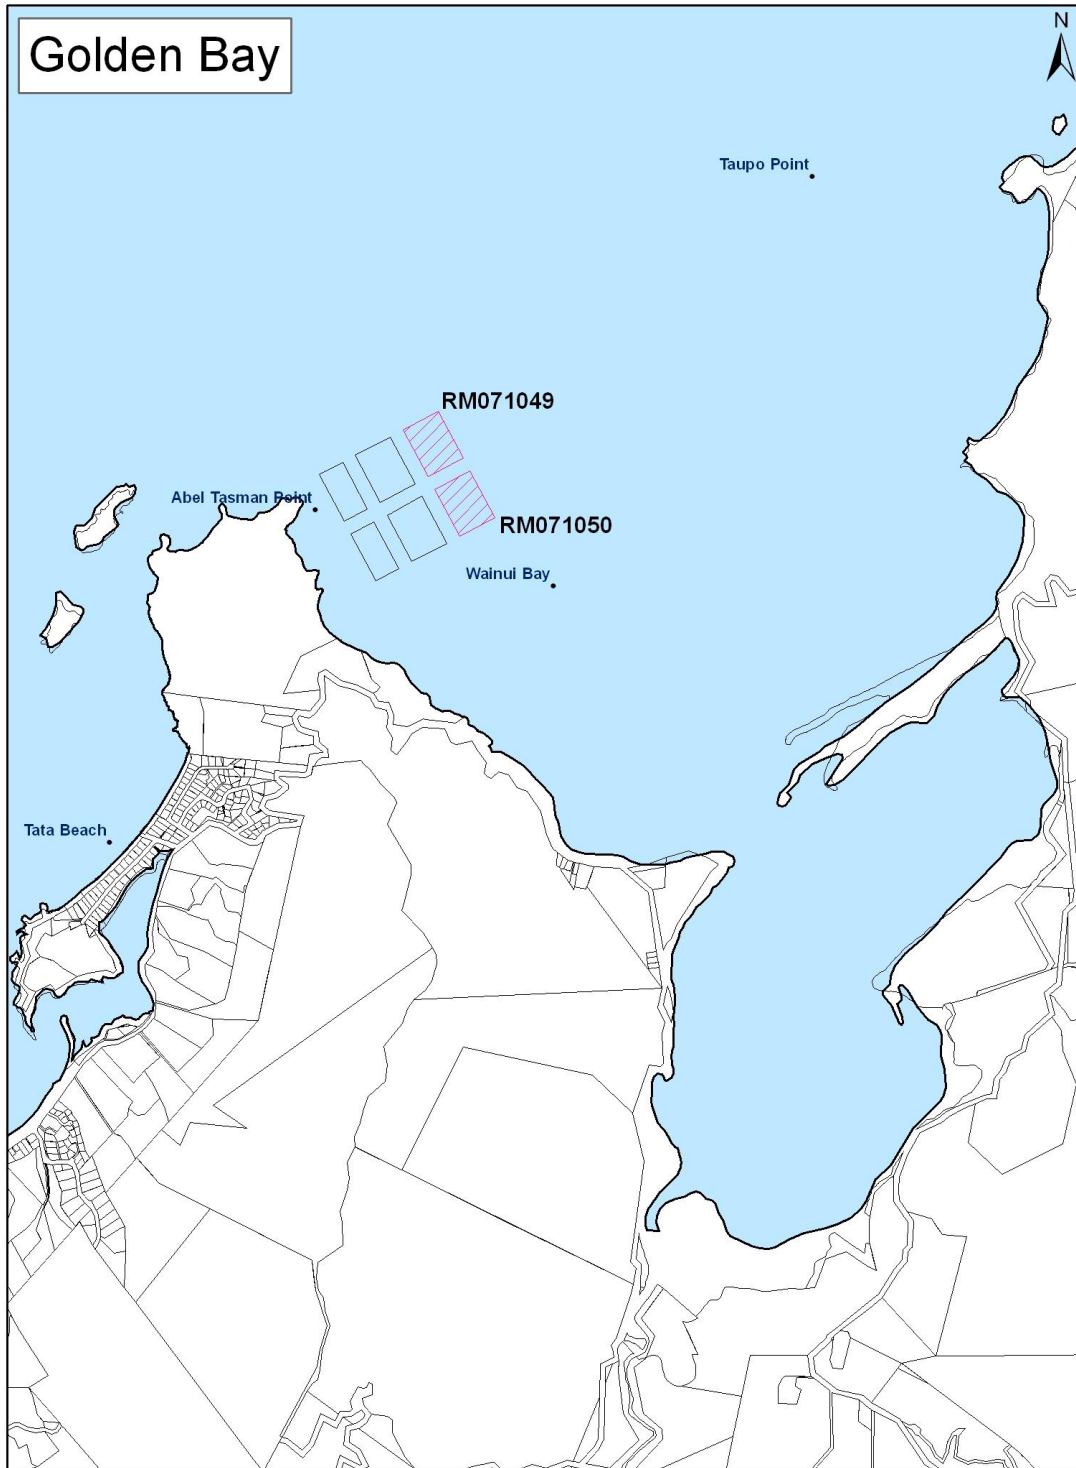 Golden Bay
N
Taupo Point
RM071049
Abel Tasman Point
RM071050
Wainui Bay
Tata Beach